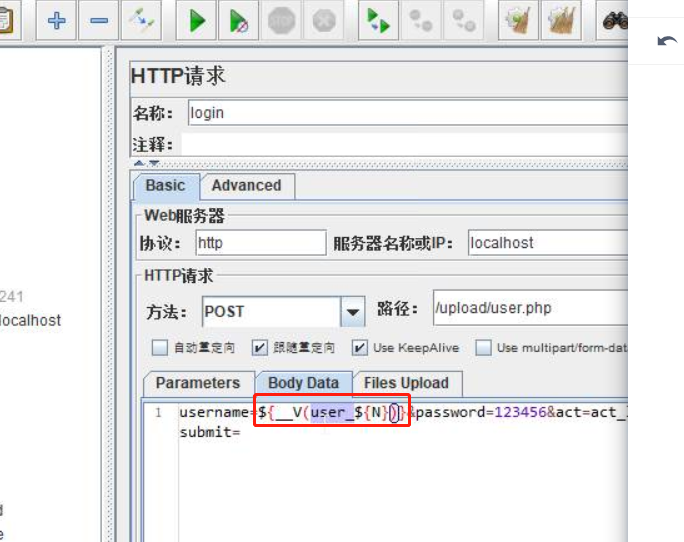 HTTP请求
名称： login
注释：
Basic Advanced
Web服务器
协议： http 服务器名称或IP： localhost
241
HTTP请求
localhost
方法： POST 路径： /upload/user.php
自动重定向 跟随重定向 Use KeepAlive Use multipart/form-dat
Parameters Body Data Files Upload
1 username=${__V(user_${N})}&password=123456&act=act_
submit=